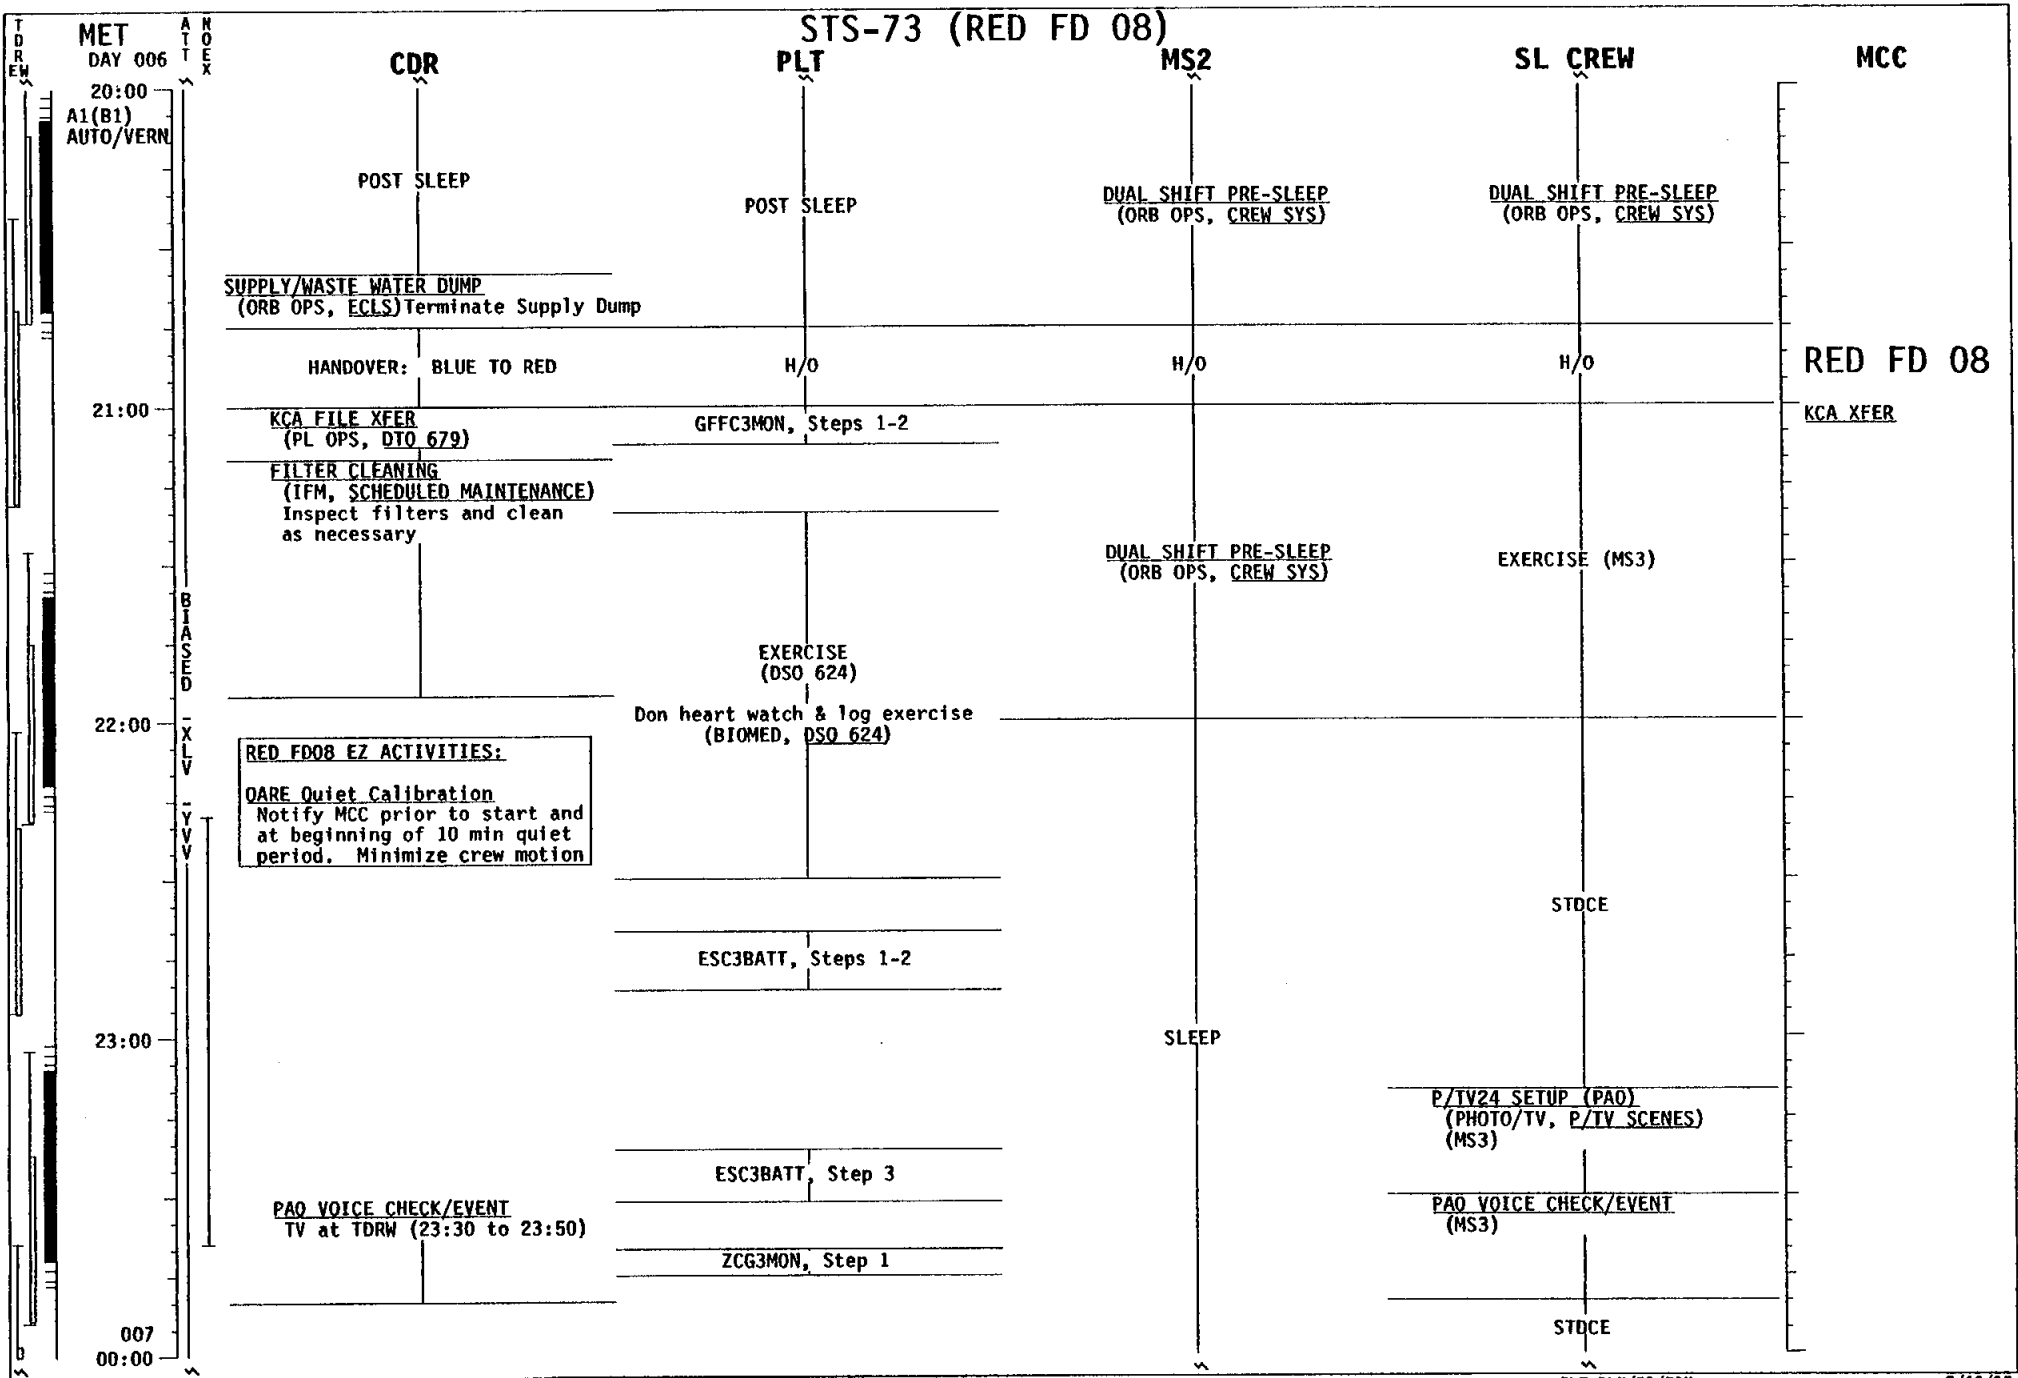 STS-73 (RED FD 08)
TDRE W
MET
DAY 006
ATT
NOEX
CDR
PLT
MS2
SL CREW
MCC
20:00
A1(B1)
AUTO/VERN
POST SLEEP
POST SLEEP
DUAL SHIFT PRE-SLEEP
(ORB OPS, CREW SYS)
DUAL SHIFT PRE-SLEEP
(ORB OPS, CREW SYS)
SUPPLY/WASTE WATER DUMP
(ORB OPS, ECLS)Terminate Supply Dump
HANDOVER: BLUE TO RED
H/O
H/O
H/O
RED FD 08
21:00
KCA FILE XFER
(PL OPS, DTO 679)
GFFC3MON, Steps 1-2
KCA XFER
FILTER CLEANING
(IFM, SCHEDULED MAINTENANCE)
Inspect filters and clean
as necessary
DUAL SHIFT PRE-SLEEP
(ORB OPS, CREW SYS)
EXERCISE (MS3)
BIASED -XLV -YVV
EXERCISE
(DSO 624)
Don heart watch & log exercise
(BIOMED, DSO 624)
22:00
RED FD08 EZ ACTIVITIES:
OARE Quiet Calibration
Notify MCC prior to start and
at beginning of 10 min quiet
period. Minimize crew motion
STDCE
ESC3BATT, Steps 1-2
23:00
SLEEP
P/TV24 SETUP (PAO)
(PHOTO/TV, P/TV SCENES)
(MS3)
ESC3BATT, Step 3
PAO VOICE CHECK/EVENT
TV at TDRW (23:30 to 23:50)
PAO VOICE CHECK/EVENT
(MS3)
ZCG3MON, Step 1
STDCE
007
00:00